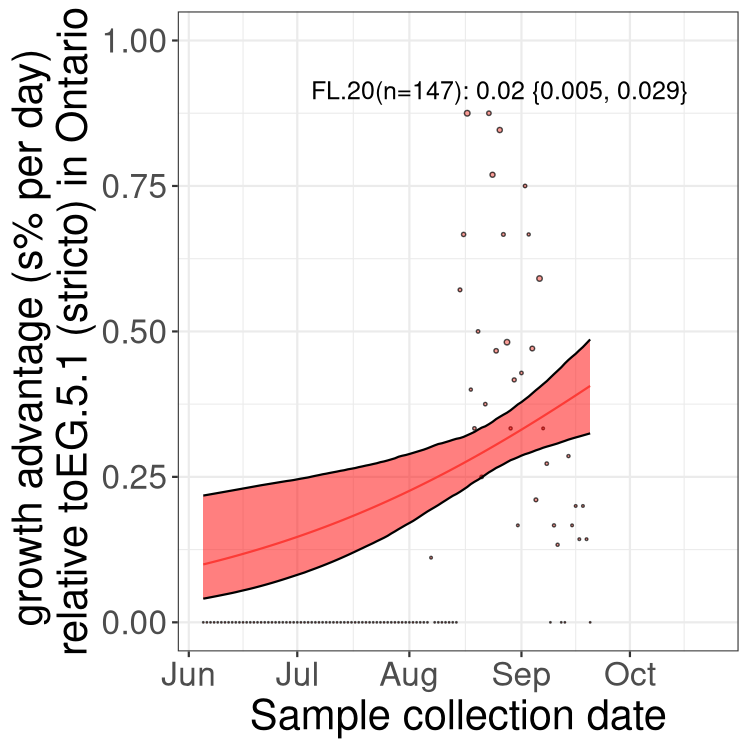 growth advantage (s% per day)
relative toEG.5.1 (stricto) in Ontario
1.00
0.75
0.50
0.25
0.00
FL.20(n=147): 0.02 {0.005, 0.029}
Jun Jul Aug Sep Oct
Sample collection date